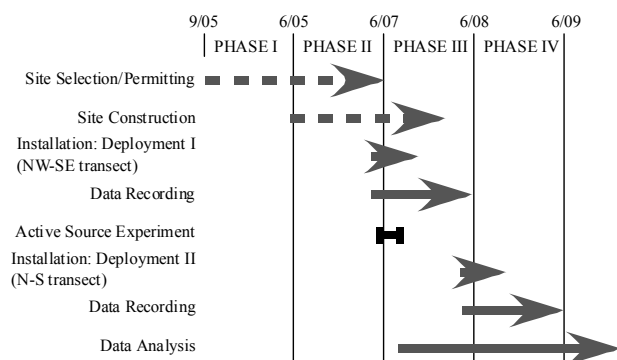 9/05 6/05 6/07 6/08 6/09
PHASE I PHASE II PHASE III PHASE IV
Site Selection/Permitting
Site Construction
Installation: Deployment I
(NW-SE transect)
Data Recording
Active Source Experiment
Installation: Deployment II
(N-S transect)
Data Recording
Data Analysis